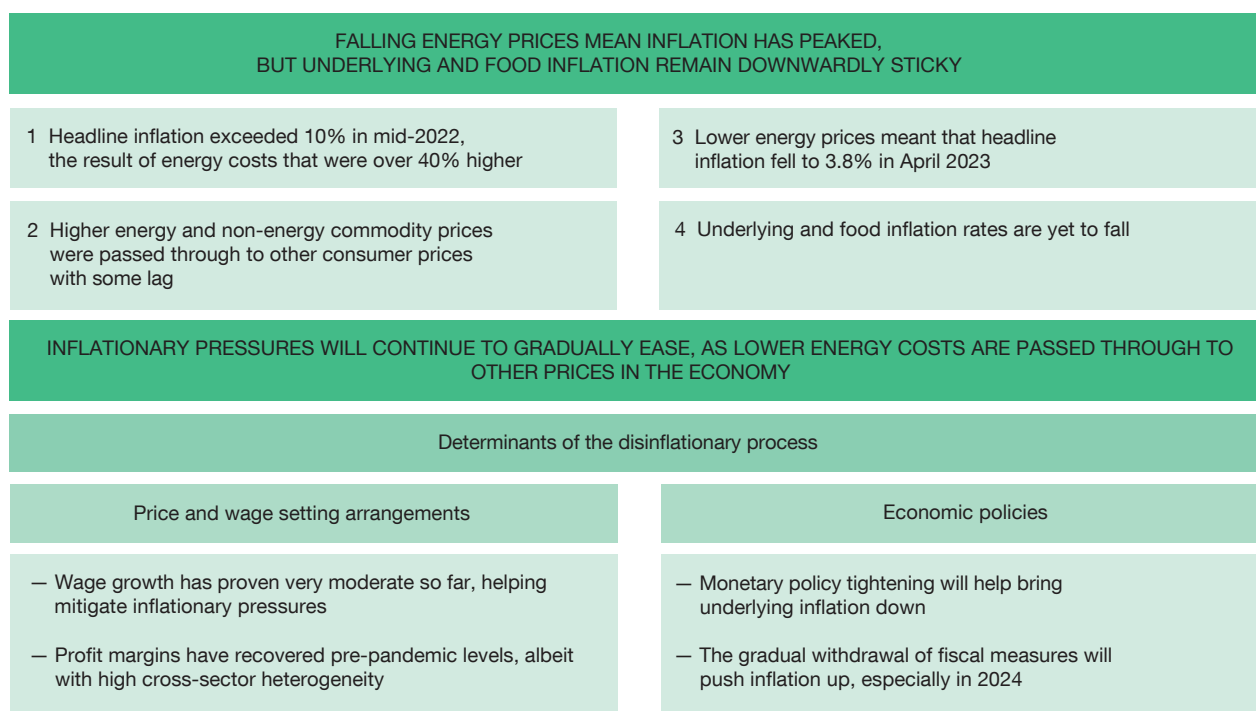 FALLING ENERGY PRICES MEAN INFLATION HAS PEAKED,
BUT UNDERLYING AND FOOD INFLATION REMAIN DOWNWARDLY STICKY
1 Headline inflation exceeded 10% in mid-2022,
the result of energy costs that were over 40% higher
2 Higher energy and non-energy commodity prices
were passed through to other consumer prices
with some lag
3 Lower energy prices meant that headline
inflation fell to 3.8% in April 2023
4 Underlying and food inflation rates are yet to fall
INFLATIONARY PRESSURES WILL CONTINUE TO GRADUALLY EASE, AS LOWER ENERGY COSTS ARE PASSED THROUGH TO
OTHER PRICES IN THE ECONOMY
Determinants of the disinflationary process
Price and wage setting arrangements
— Wage growth has proven very moderate so far, helping
mitigate inflationary pressures
— Profit margins have recovered pre-pandemic levels, albeit
with high cross-sector heterogeneity
Economic policies
— Monetary policy tightening will help bring
underlying inflation down
— The gradual withdrawal of fiscal measures will
push inflation up, especially in 2024